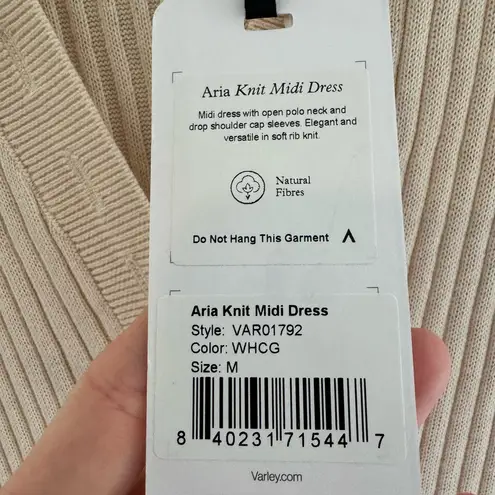 Aria Knit Midi Dress
Midi dress with open polo neck and
drop shoulder cap sleeves. Elegant and
versatile in soft rib knit.
Natural
Fibres
Do Not Hang This Garment
Aria Knit Midi Dress
Style: VAR01792
Color: WHCG
Size: M
8 40231 71544 7
Varley.com